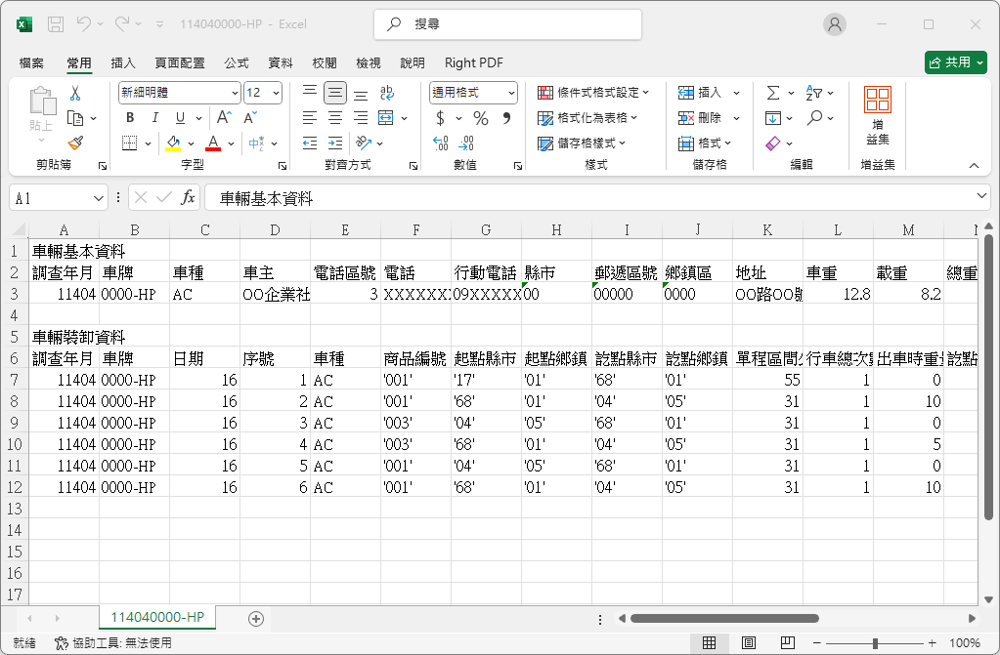 114040000-HP - Excel
搜尋
檔案 常用 插入 頁面配置 公式 資料 校閱 檢視 說明 Right PDF 共用
貼上 剪貼簿
新細明體 12
B I U A A
字型
ab
對齊方式
通用格式
$ % 9
數值
條件式格式設定
格式化為表格
儲存格樣式
樣式
插入
刪除
格式
儲存格
編輯
增
益集
增益集
A1 fx 車輛基本資料
A B C D E F G H I J K L M
1 車輛基本資料
2 調查年月 車牌 車種 車主 電話區號 電話 行動電話 縣市 郵遞區號 鄉鎮區 地址 車重 載重 總重
3 11404 0000-HP AC OO企業社 3 XXXXXX 09XXXXX 00 00000 0000 OO路OO號 12.8 8.2
4
5 車輛裝卸資料
6 調查年月 車牌 日期 序號 車種 商品編號 起點縣市 起點鄉鎮 訖點縣市 訖點鄉鎮 單程區間 行車總次 出車時重 訖點
7 11404 0000-HP 16 1 AC '001' '17' '01' '68' '01' 55 1 0
8 11404 0000-HP 16 2 AC '001' '68' '01' '04' '05' 31 1 10
9 11404 0000-HP 16 3 AC '003' '04' '05' '68' '01' 31 1 0
10 11404 0000-HP 16 4 AC '003' '68' '01' '04' '05' 31 1 5
11 11404 0000-HP 16 5 AC '001' '04' '05' '68' '01' 31 1 0
12 11404 0000-HP 16 6 AC '001' '68' '01' '04' '05' 31 1 10
13
14
15
16
17
114040000-HP
就緒 協助工具: 無法使用 100%